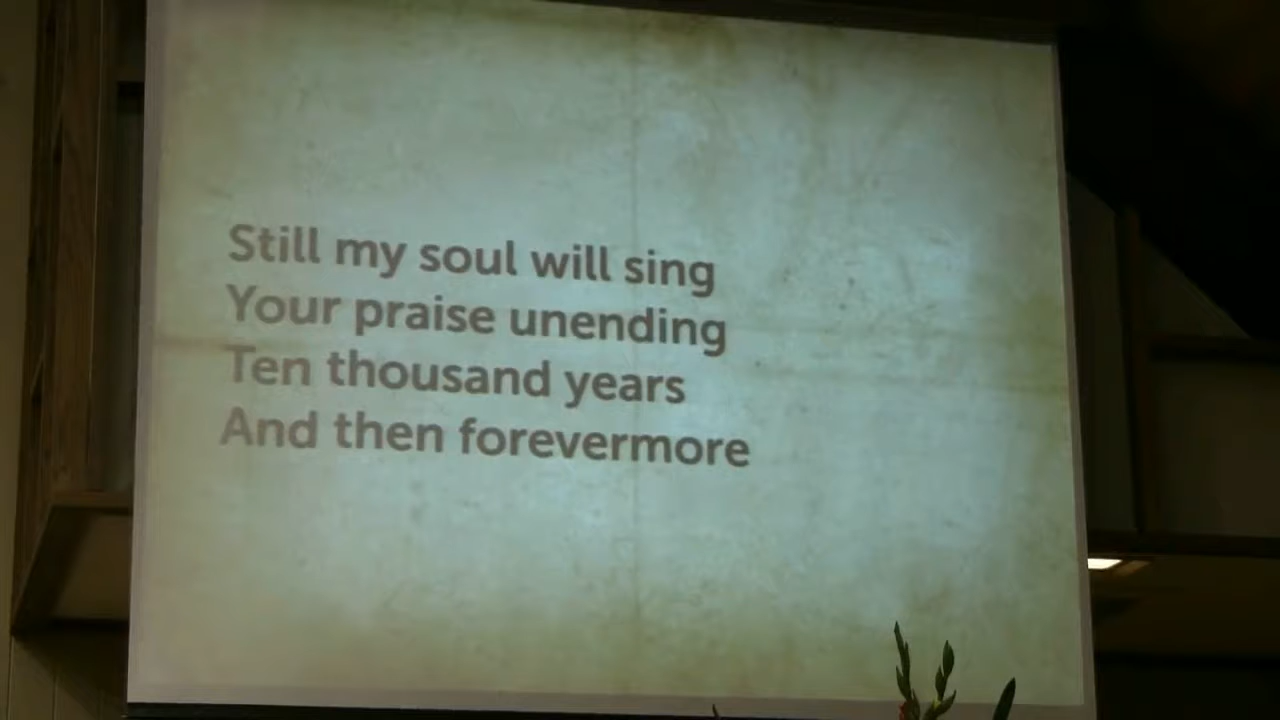 Still my soul will sing
Your praise unending
Ten thousand years
And then forevermore